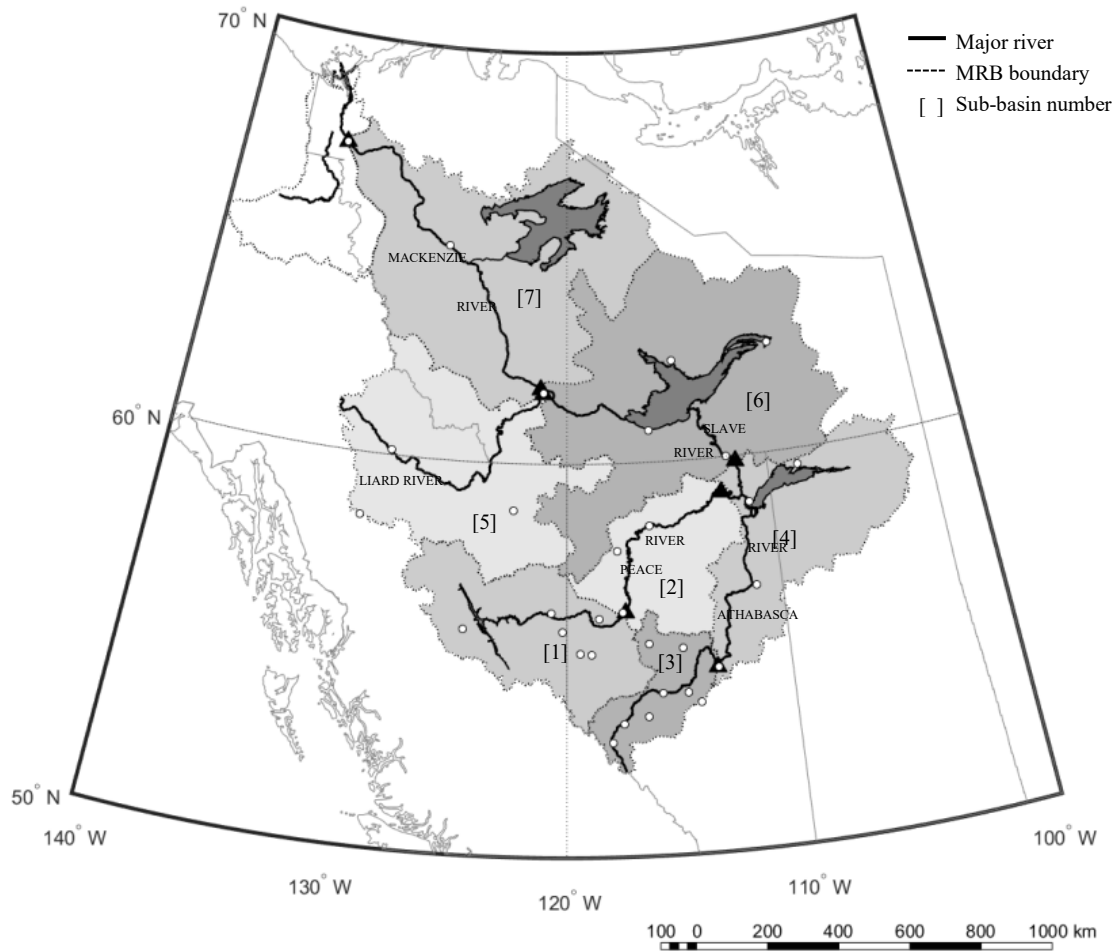 70° N
Major river
MRB boundary
[ ] Sub-basin number
MACKENZIE
[7]
RIVER
60° N
[6]
SLAVE
RIVER
LIARD RIVER
[5]
[4]
RIVER
RIVER
PEACE
[2]
ATHABASCA
[1]
[3]
50° N
140° W
100° W
130° W
120° W
110° W
100 0 200 400 600 800 1000 km